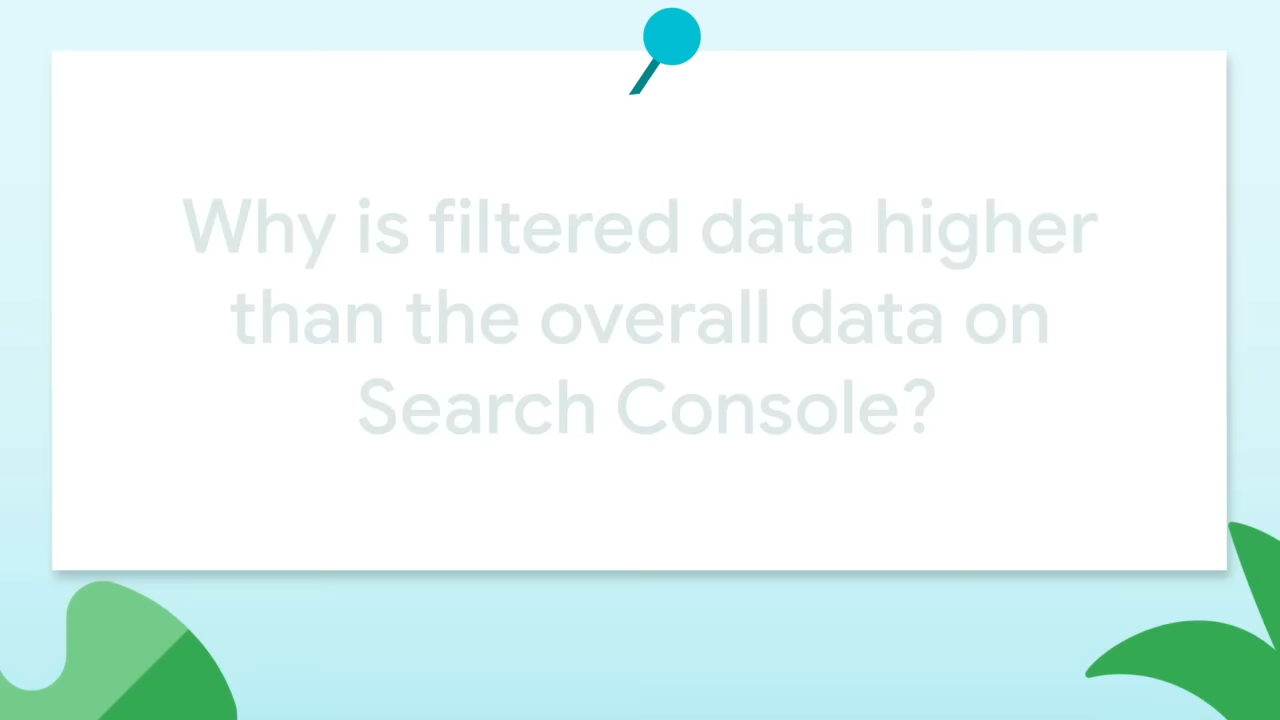 Why is filtered data higher
than the overall data on
Search Console?